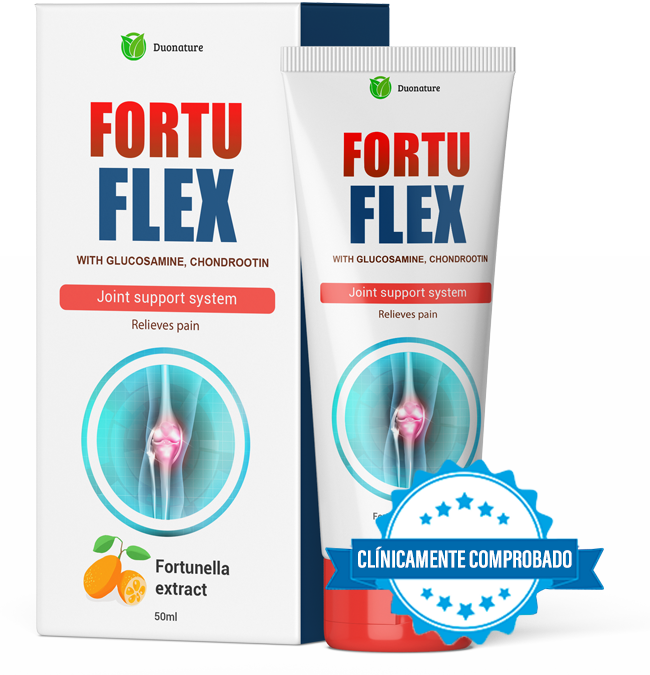 Duonature
FORTU
FLEX
WITH GLUCOSAMINE, CHONDROOTIN
Joint support system
Relieves pain
Fortunella
extract
50ml
Duonature
FORTU
FLEX
WITH GLUCOSAMINE, CHONDROOTIN
Joint support system
Relieves pain
CLÍNICAMENTE COMPROBADO